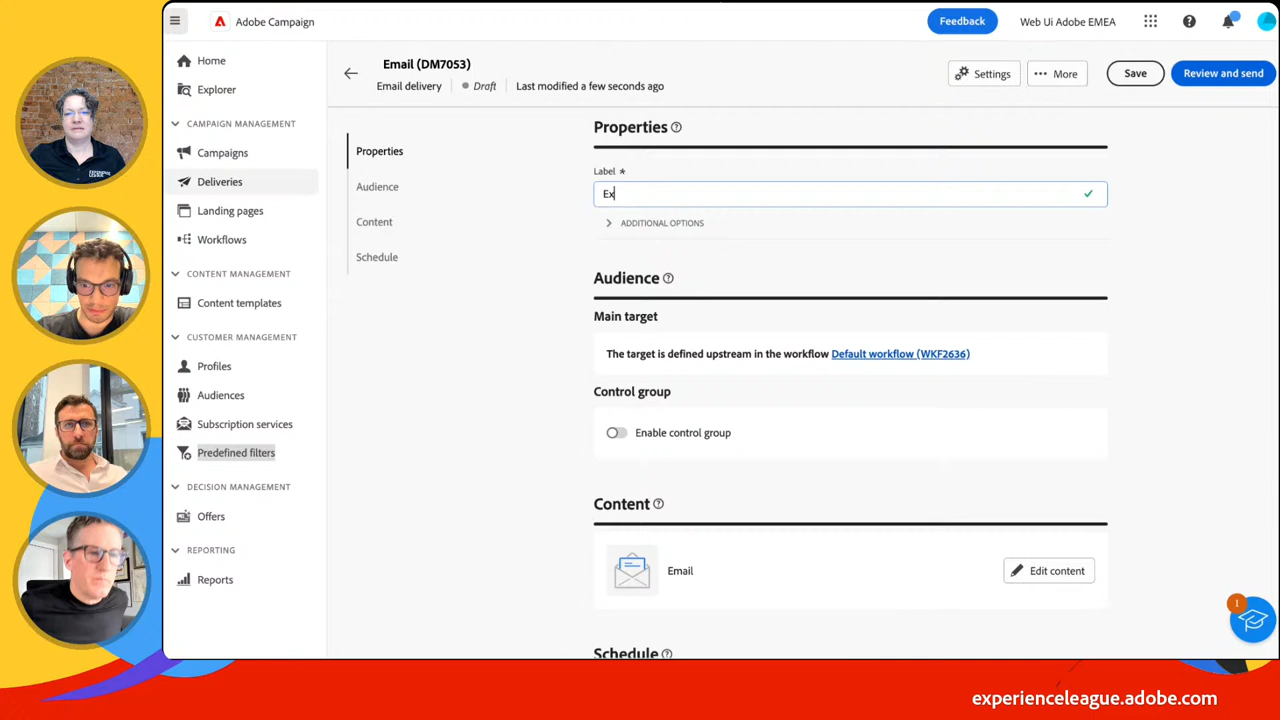 Adobe Campaign
Feedback
Web Ui Adobe EMEA
Home
Explorer
CAMPAIGN MANAGEMENT
Campaigns
Deliveries
Landing pages
Workflows
CONTENT MANAGEMENT
Content templates
CUSTOMER MANAGEMENT
Profiles
Audiences
Subscription services
Predefined filters
DECISION MANAGEMENT
Offers
REPORTING
Reports
Email (DM7053)
Email delivery
Draft
Last modified a few seconds ago
Settings
More
Save
Review and send
Properties
Audience
Content
Schedule
Properties
Label *
Ex
ADDITIONAL OPTIONS
Audience
Main target
The target is defined upstream in the workflow Default workflow (WKF2636)
Control group
Enable control group
Content
Email
Edit content
Schedule
1
experienceleague.adobe.com